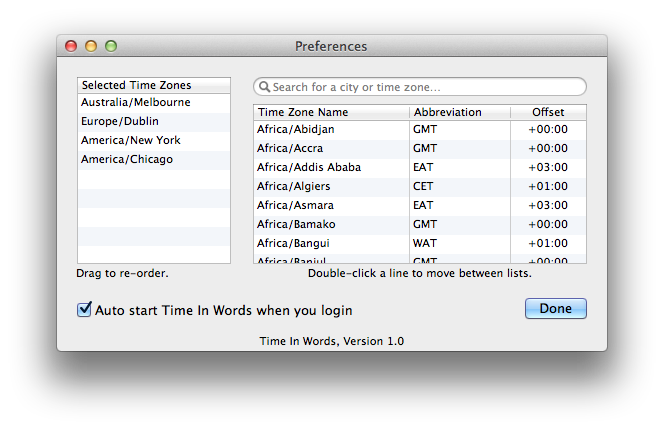 Preferences
Selected Time Zones
Australia/Melbourne
Europe/Dublin
America/New York
America/Chicago
Drag to re-order.
Search for a city or time zone...
Time Zone Name Abbreviation Offset
Africa/Abidjan GMT +00:00
Africa/Accra GMT +00:00
Africa/Addis Ababa EAT +03:00
Africa/Algiers CET +01:00
Africa/Asmara EAT +03:00
Africa/Bamako GMT +00:00
Africa/Bangui WAT +01:00
Africa/Banjul GMT +00:00
Double-click a line to move between lists.
Auto start Time In Words when you login
Done
Time In Words, Version 1.0